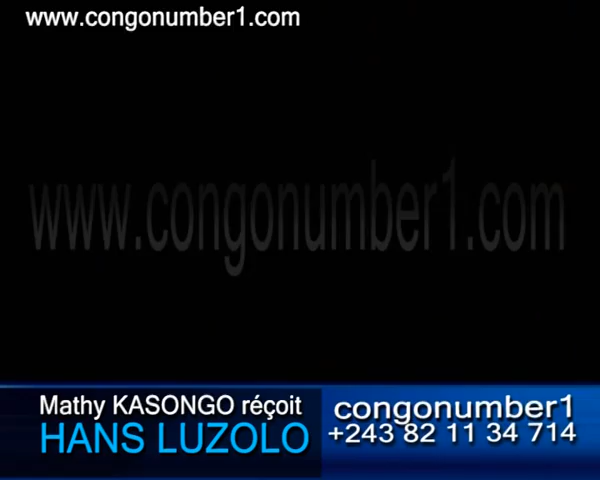 www.congonumber1.com
www.congonumber1.com
Mathy KASONGO réçoit
HANS LUZOLO
congonumber1
+243 82 11 34 714